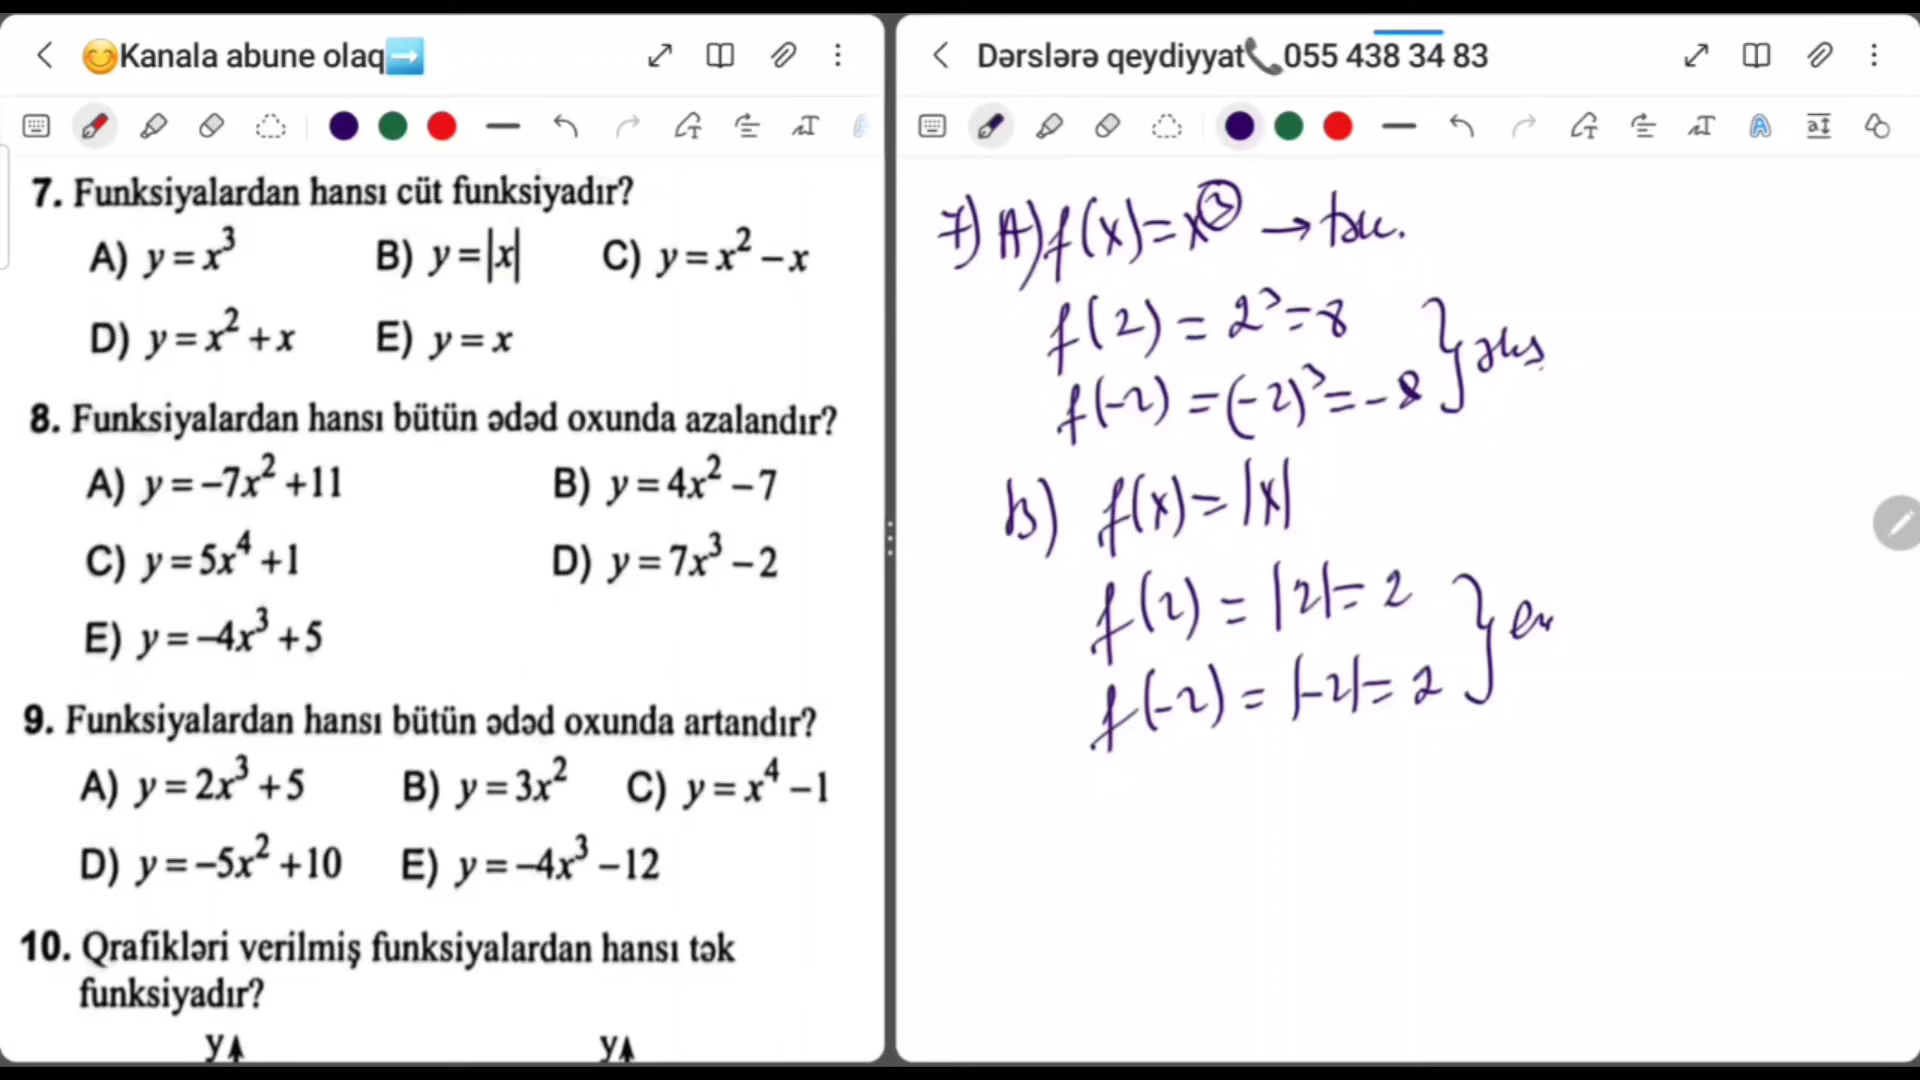 😊Kanala abune olaq➡️
7. Funksiyalardan hansı cüt funksiyadır?
A) y = x³ B) y = |x| C) y = x² – x
D) y = x² + x E) y = x
8. Funksiyalardan hansı bütün ədəd oxunda azalandır?
A) y = –7x² + 11 B) y = 4x² – 7
C) y = 5x⁴ + 1 D) y = 7x³ – 2
E) y = –4x³ + 5
9. Funksiyalardan hansı bütün ədəd oxunda artandır?
A) y = 2x³ + 5 B) y = 3x² C) y = x⁴ – 1
D) y = –5x² + 10 E) y = –4x³ – 12
10. Qrafikləri verilmiş funksiyalardan hansı tək
funksiyadır?
y y
Dərslərə qeydiyyat📞055 438 34 83
7) A) f(x) = x³ →
f(2) = 2³ = 8
f(-2) = (-2)³ = -8
B) f(x) = |x|
f(2) = |2| = 2
f(-2) = |-2| = 2